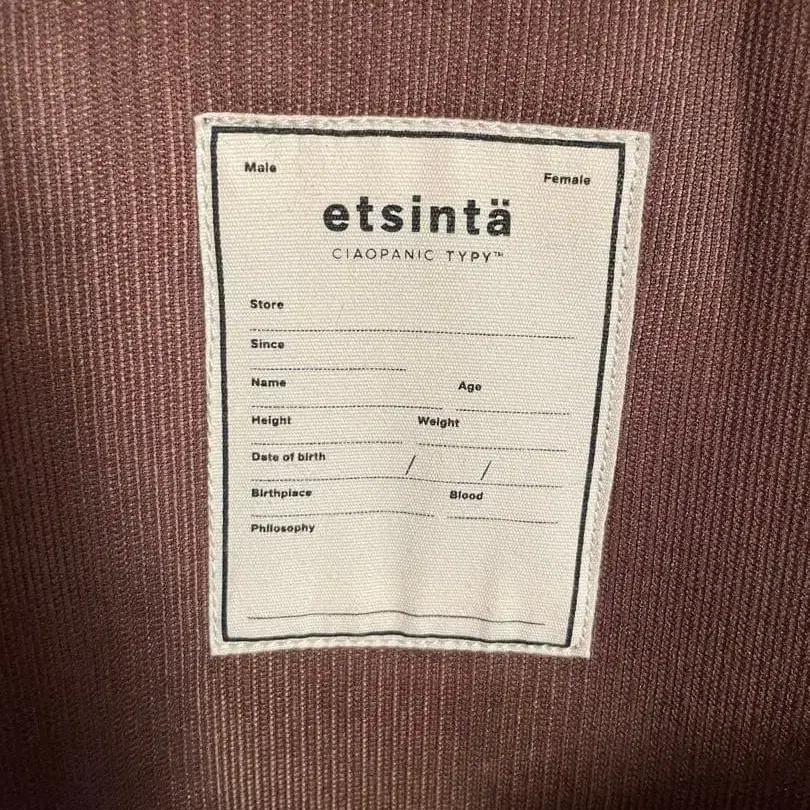 Male Female
etsintä
CIAOPANIC TYPY™
Store
Since
Name Age
Height Weight
Date of birth / /
Birthplace Blood
Philosophy